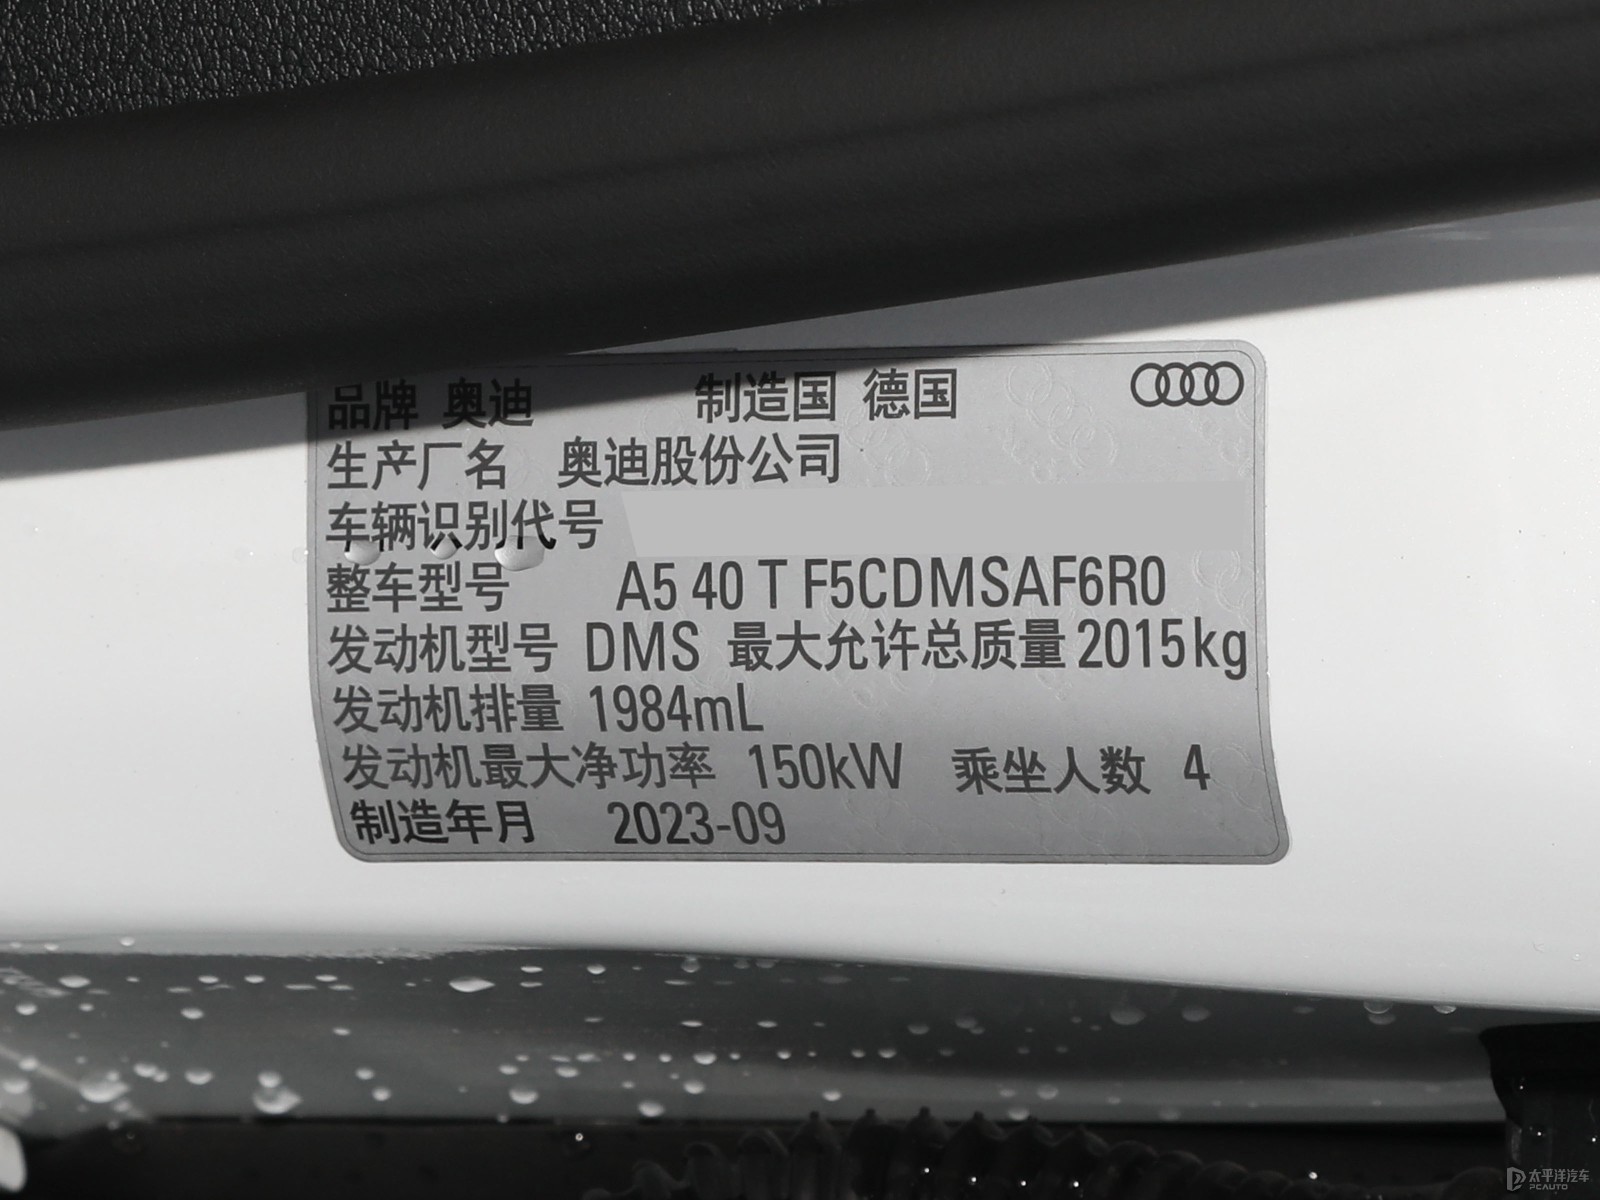 品牌 奥迪 制造国 德国
生产厂名 奥迪股份公司
车辆识别代号
整车型号 A5 40 T F5CDMSAF6R0
发动机型号 DMS 最大允许总质量 2015kg
发动机排量 1984mL
发动机最大净功率 150kW 乘坐人数 4
制造年月 2023-09
太平洋汽车
PCAUTO